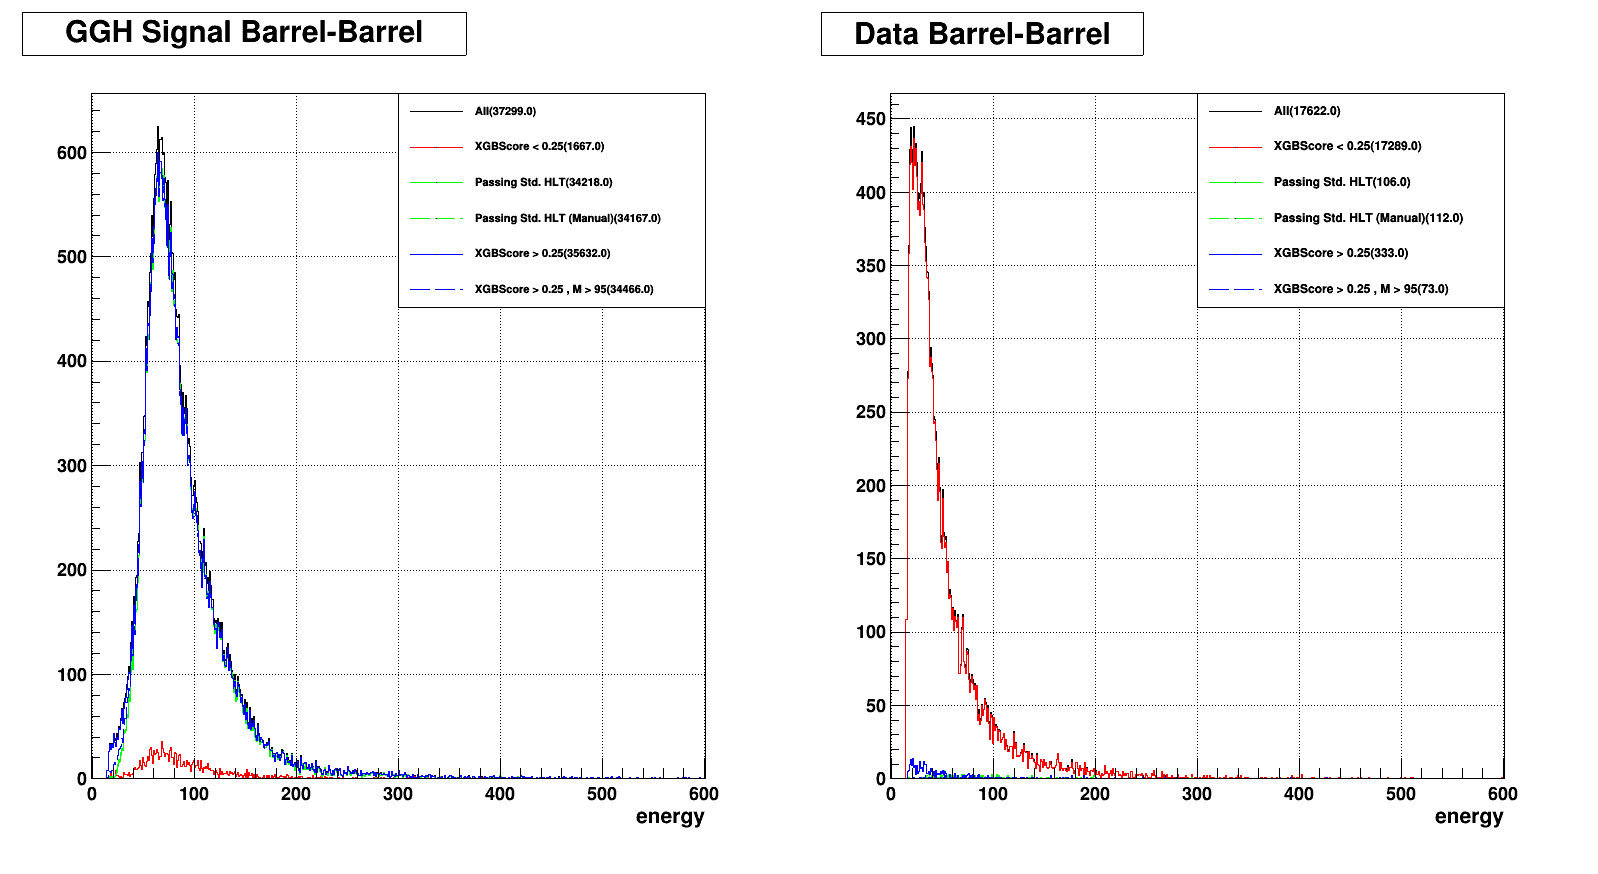 GGH Signal Barrel-Barrel
All(37299.0)
XGBScore < 0.25(1667.0)
Passing Std. HLT(34218.0)
Passing Std. HLT (Manual)(34167.0)
XGBScore > 0.25(35632.0)
XGBScore > 0.25 , M > 95(34466.0)
600
500
400
300
200
100
0
0 100 200 300 400 500 600
energy
Data Barrel-Barrel
All(17622.0)
XGBScore < 0.25(17289.0)
Passing Std. HLT(106.0)
Passing Std. HLT (Manual)(112.0)
XGBScore > 0.25(333.0)
XGBScore > 0.25 , M > 95(73.0)
450
400
350
300
250
200
150
100
50
0
0 100 200 300 400 500 600
energy